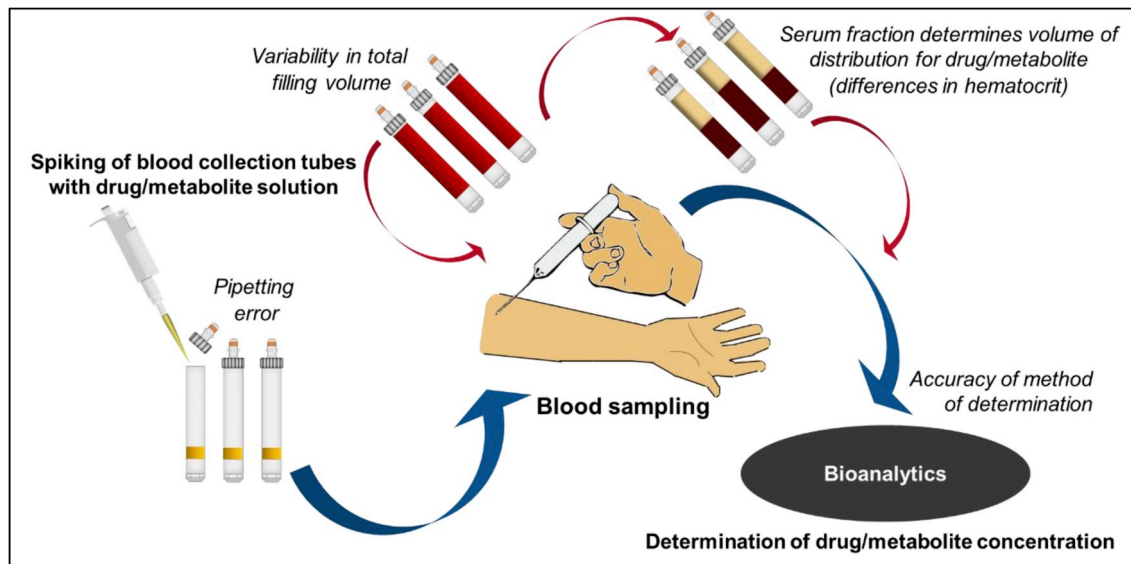 Variability in total
filling volume
Serum fraction determines volume of
distribution for drug/metabolite
(differences in hematocrit)
Spiking of blood collection tubes
with drug/metabolite solution
Pipetting
error
Blood sampling
Accuracy of method
of determination
Bioanalytics
Determination of drug/metabolite concentration